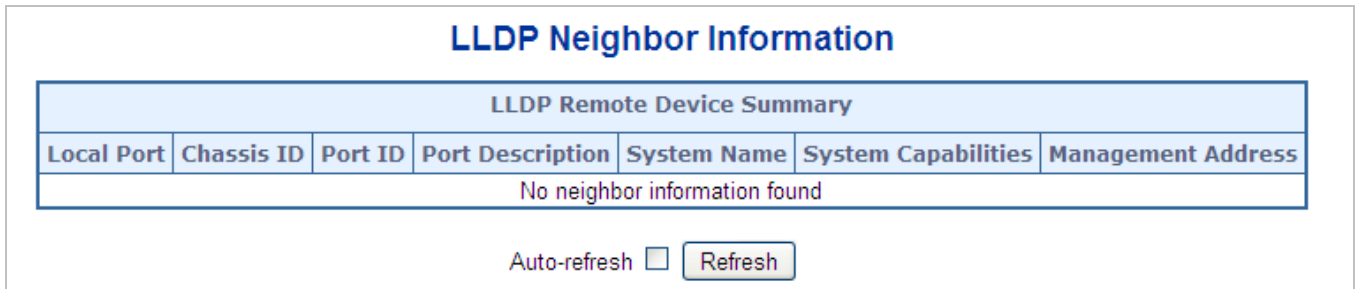 LLDP Neighbor Information
LLDP Remote Device Summary
Local Port Chassis ID Port ID Port Description System Name System Capabilities Management Address
No neighbor information found
Auto-refresh Refresh